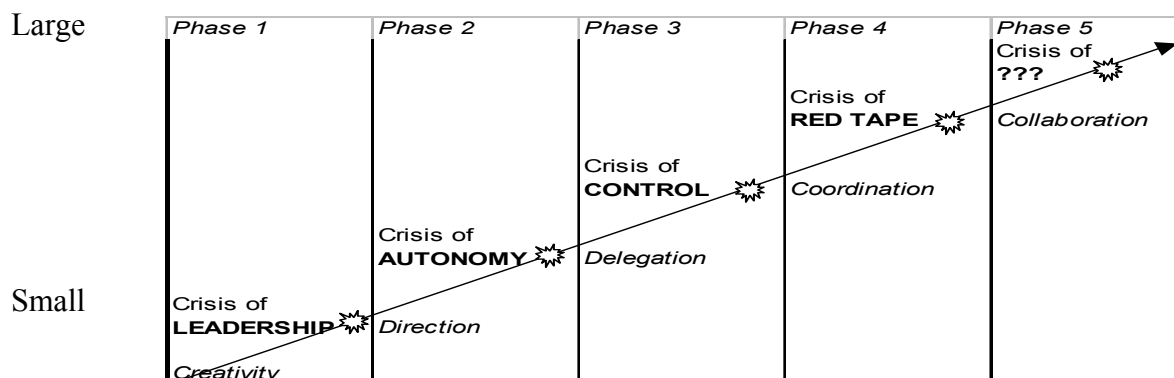 Large
Phase 1
Phase 2
Phase 3
Phase 4
Phase 5
Crisis of
???
Crisis of
RED TAPE
Collaboration
Crisis of
CONTROL
Coordination
Crisis of
AUTONOMY
Delegation
Small
Crisis of
LEADERSHIP
Direction
Creativity